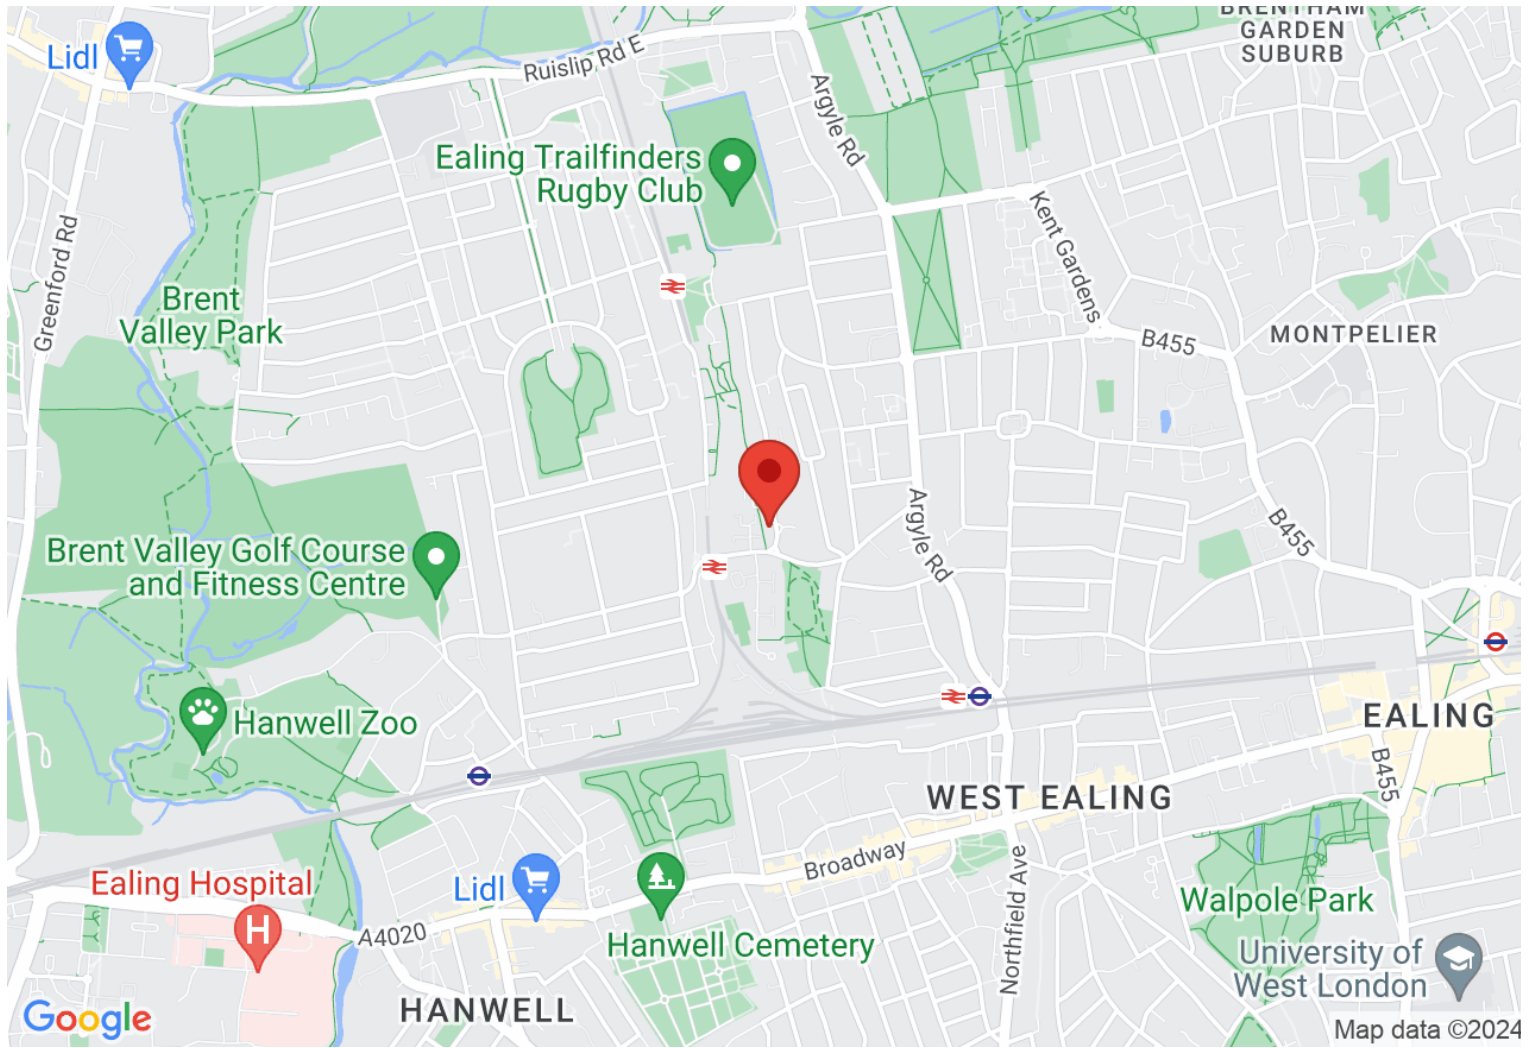 BRENTHAM
GARDEN
SUBURB
Lidl
Ruislip Rd E
Argyle Rd
Ealing Trailfinders
Rugby Club
Kent Gardens
Greenford Rd
Brent
Valley Park
B455
MONTPELIER
Argyle Rd
B455
Brent Valley Golf Course
and Fitness Centre
Hanwell Zoo
EALING
B455
WEST EALING
Broadway
Ealing Hospital
H
Lidl
Northfield Ave
Walpole Park
A4020
Hanwell Cemetery
University of
West London
HANWELL
Google
Map data ©2024